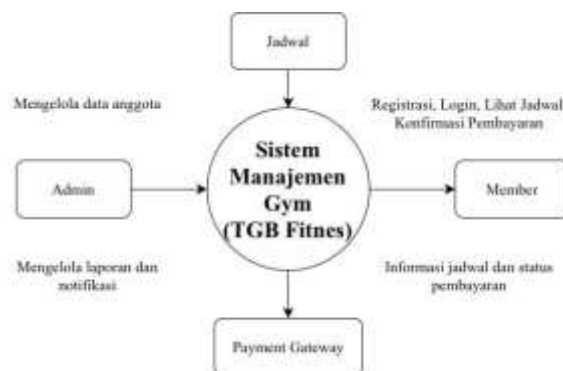 Jadwal
Mengelola data anggota
Registrasi, Login, Lihat Jadwal
Konfirmasi Pembayaran
Sistem
Manajemen
Gym
(TGB Fitnes)
Admin
Member
Mengelola laporan dan
notifikasi
Informasi jadwal dan status
pembayaran
Payment Gateway